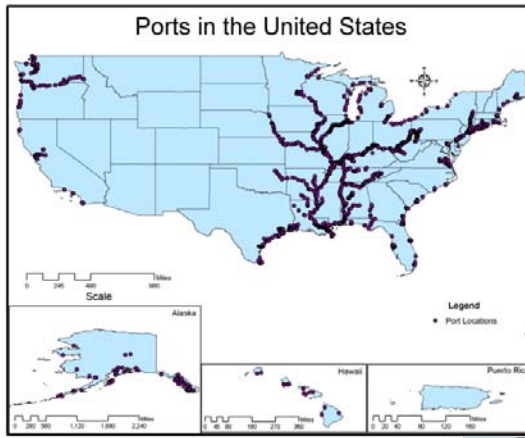 Ports in the United States
0 245 490 980
Miles
Scale
Legend
Port Locations
Alaska
Miles
0 280 560 1,120 1,680 2,240
Hawaii
Miles
0 45 90 180 270 360
Puerto Rico
Miles
0 20 40 80 120 160